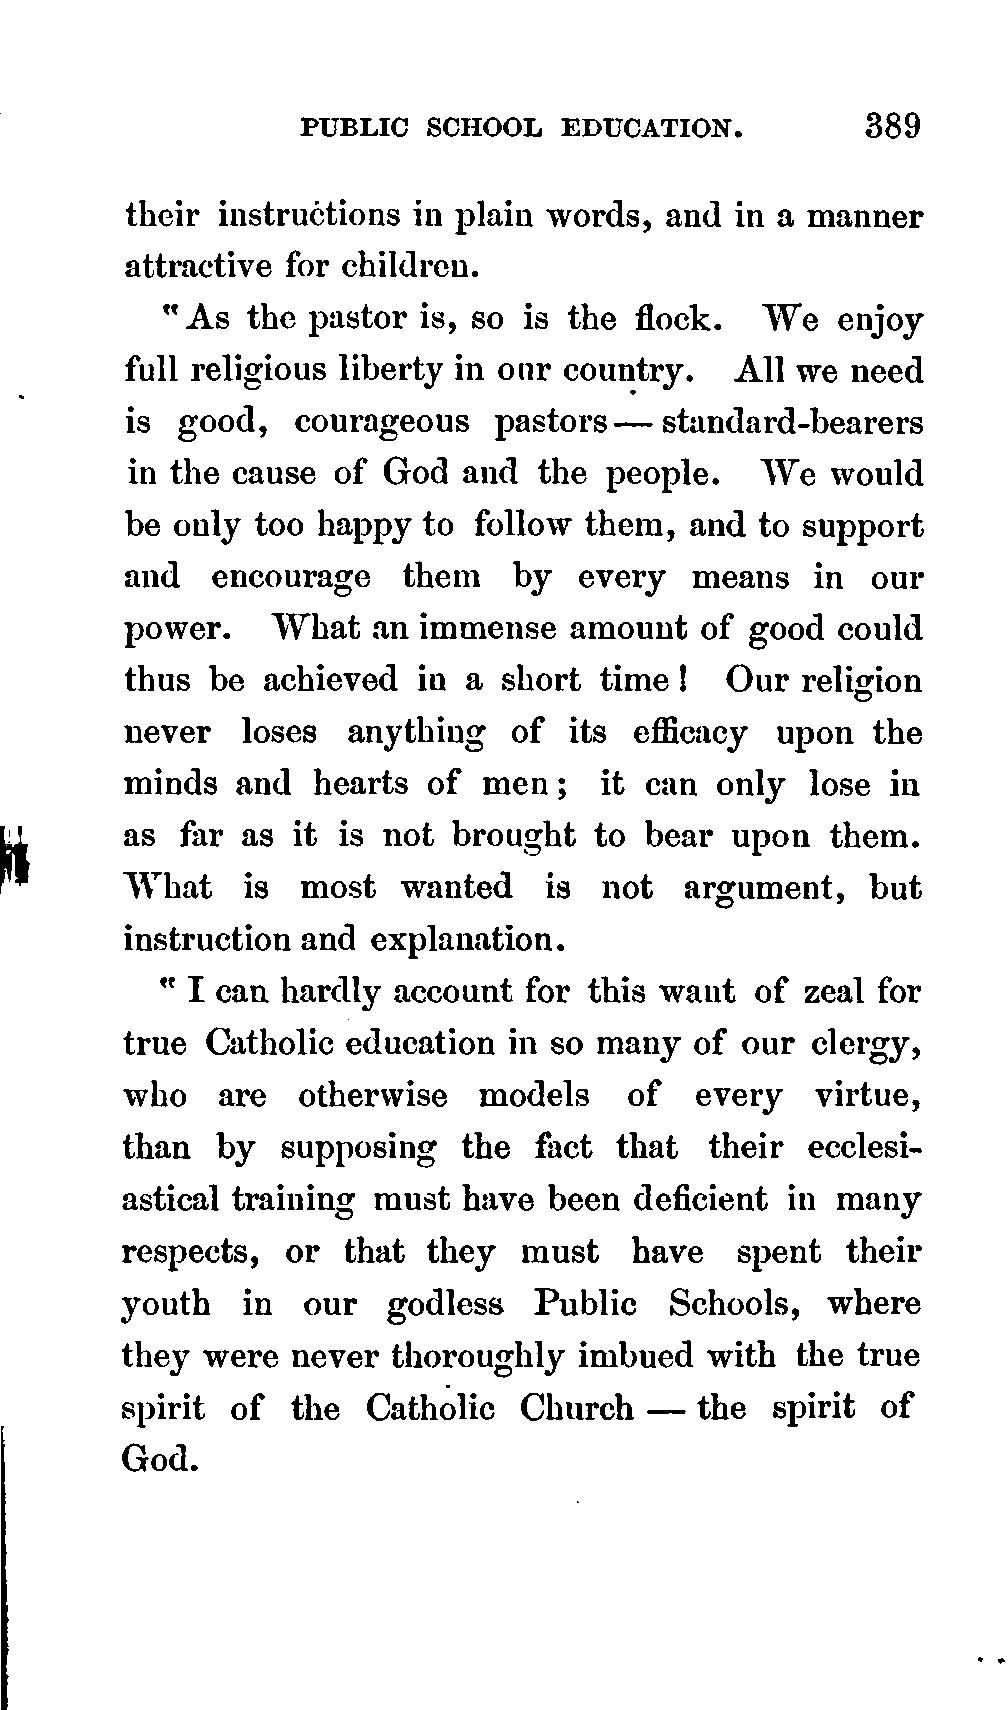 PUBLIC SCHOOL EDUCATION. 389
their instructions in plain words, and in a manner
attractive for children.
"As the pastor is, so is the flock. We enjoy
full religious liberty in our country. All we need
is good, courageous pastors — standard-bearers
in the cause of God and the people. We would
be only too happy to follow them, and to support
and encourage them by every means in our
power. What an immense amount of good could
thus be achieved in a short time! Our religion
never loses anything of its efficacy upon the
minds and hearts of men; it can only lose in
as far as it is not brought to bear upon them.
What is most wanted is not argument, but
instruction and explanation.
"I can hardly account for this want of zeal for
true Catholic education in so many of our clergy,
who are otherwise models of every virtue,
than by supposing the fact that their ecclesi-
astical training must have been deficient in many
respects, or that they must have spent their
youth in our godless Public Schools, where
they were never thoroughly imbued with the true
spirit of the Catholic Church — the spirit of
God.